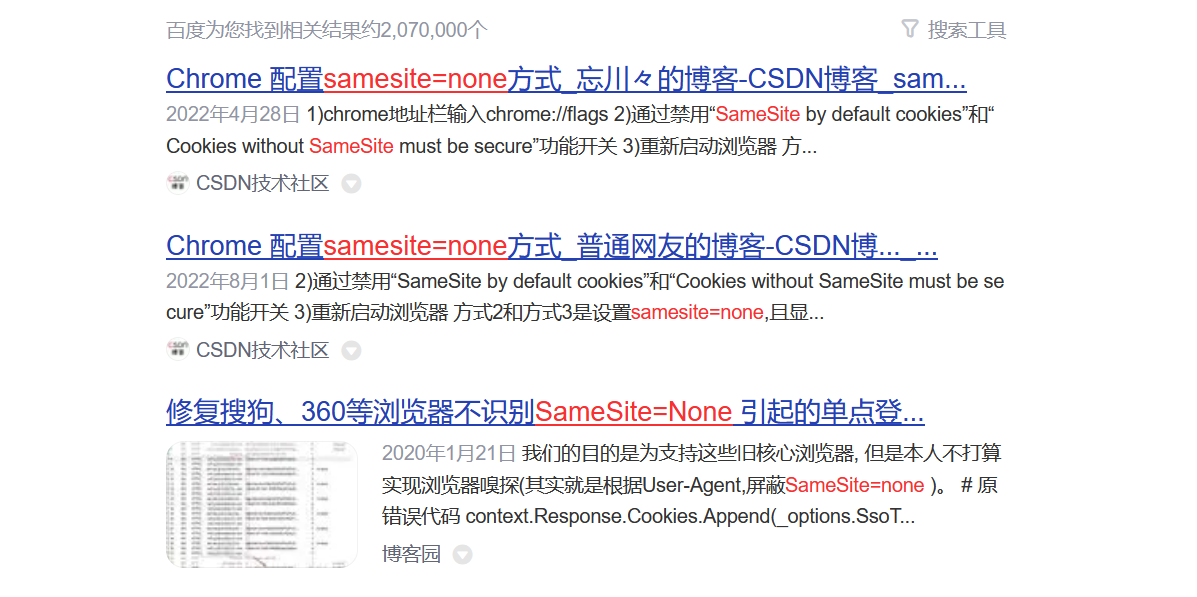 百度为您找到相关结果约2,070,000个
搜索工具
Chrome 配置samesite=none方式_忘川々的博客-CSDN博客_sam...
2022年4月28日 1)chrome地址栏输入chrome://flags 2)通过禁用“SameSite by default cookies”和“
Cookies without SameSite must be secure”功能开关 3)重新启动浏览器 方...
CSDN技术社区
Chrome 配置samesite=none方式_普通网友的博客-CSDN博..._...
2022年8月1日 2)通过禁用“SameSite by default cookies”和“Cookies without SameSite must be se
cure”功能开关 3)重新启动浏览器 方式2和方式3是设置samesite=none,且显...
CSDN技术社区
修复搜狗、360等浏览器不识别SameSite=None 引起的单点登...
2020年1月21日 我们的目的是为支持这些旧核心浏览器, 但是本人不打算
实现浏览器嗅探(其实就是根据User-Agent,屏蔽SameSite=none )。 # 原
错误代码 context.Response.Cookies.Append(_options.SsoT...
博客园